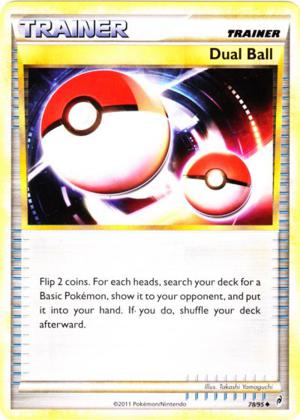 TRAINER
TRAINER
Dual Ball
Flip 2 coins. For each heads, search your deck for a
Basic Pokémon, show it to your opponent, and put
it into your hand. If you do, shuffle your deck
afterward.
Illus. Takashi Yamaguchi
©2011 Pokémon/Nintendo
78/95